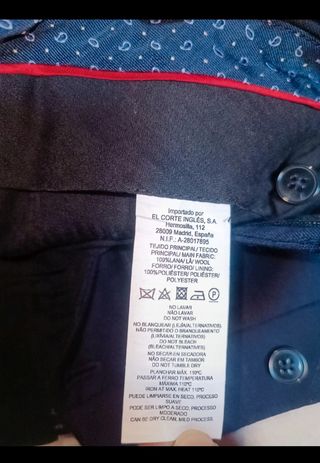 Importado por
EL CORTE INGLÉS, S.A.
Hermosilla, 112
28009 Madrid, España
N.I.F.: A-28017895
TEJIDO PRINCIPAL/TECIDO
PRINCIPAL/MAIN FABRIC:
100%LANA/LÃ/WOOL
FORRO/FORRO/LINING:
100%POLIÉSTER/POLIÉSTER/
POLYESTER
P
NO LAVAR
NÃO LAVAR
DO NOT WASH
NO BLANQUEAR (LEJÍA/ALTERNATIVOS).
NÃO PERMITIDO O BRANQUEAMENTO
(LIXÍVIA/ALTERNATIVOS)
DO NOT BLEACH
(BLEACH/ALTERNATIVES)
NO SECAR EN SECADORA
NÃO SECAR EM TAMBOR
DO NOT TUMBLE DRY
PLANCHAR MÁX. 110ºC
PASSAR A FERRO TEMPERATURA
MÁXIMA 110ºC
IRON AT MAX. HEAT 110ºC
PUEDE LIMPIARSE EN SECO, PROCESO
SUAVE
PODE SER LIMPO A SECO, PROCESSO
MODERADO
CAN BE DRY CLEAN, MILD PROCESS